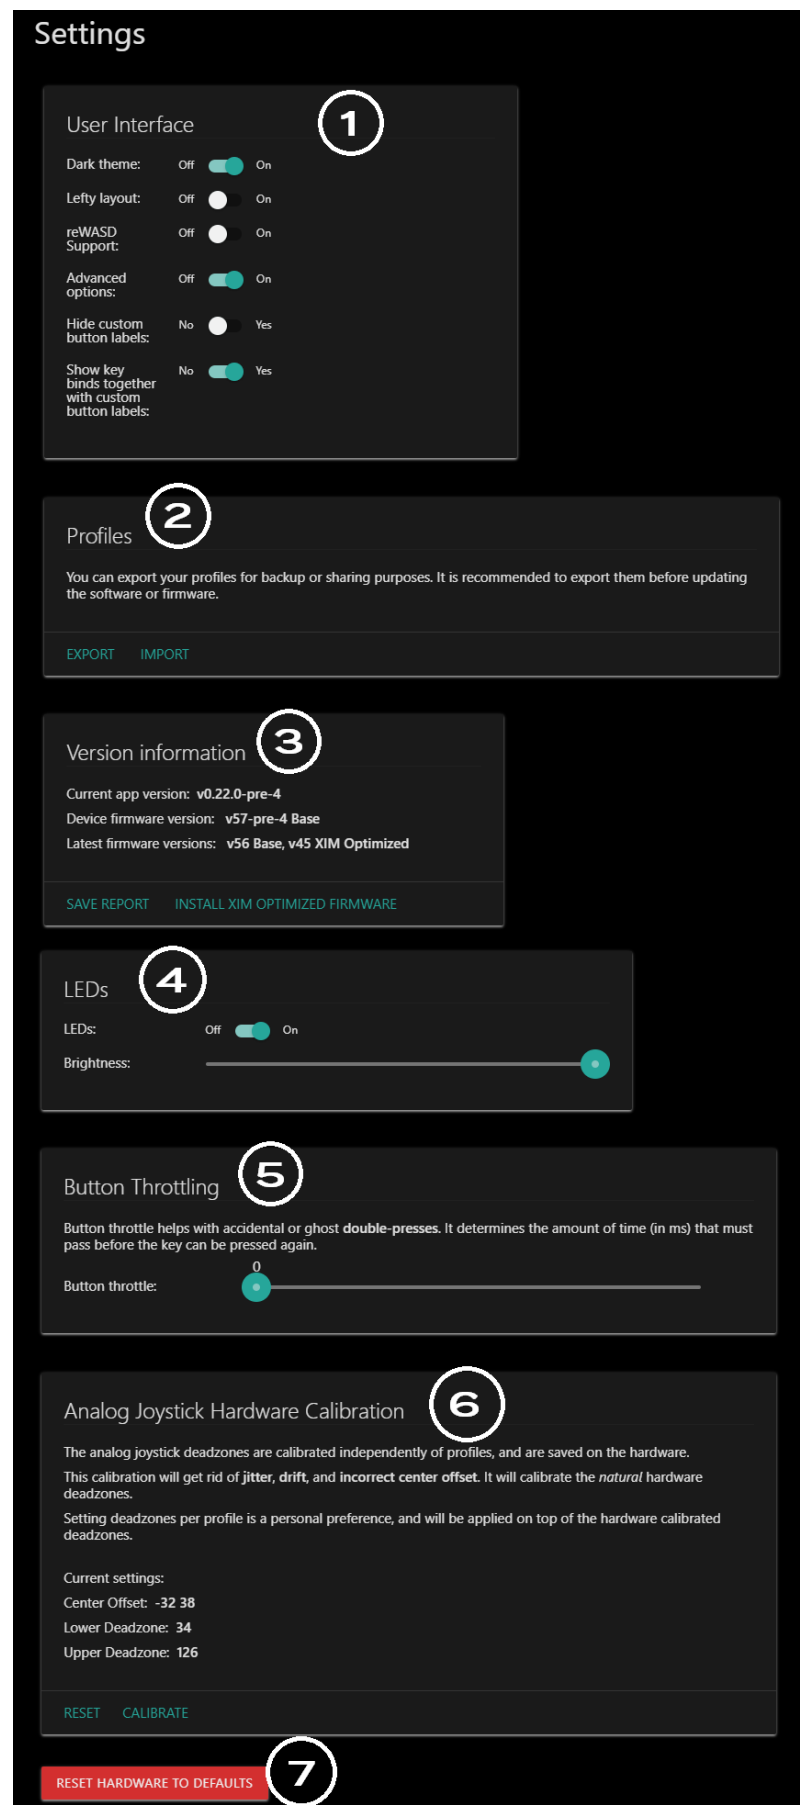 Settings
User Interface 1
Dark theme: Off On
Lefty layout: Off On
reWASD
Support: Off On
Advanced
options: Off On
Hide custom
button labels: No Yes
Show key
binds together
with custom
button labels: No Yes
Profiles 2
You can export your profiles for backup or sharing purposes. It is recommended to export them before updating
the software or firmware.
EXPORT IMPORT
Version information 3
Current app version: v0.22.0-pre-4
Device firmware version: v57-pre-4 Base
Latest firmware versions: v56 Base, v45 XIM Optimized
SAVE REPORT INSTALL XIM OPTIMIZED FIRMWARE
LEDs 4
LEDs: Off On
Brightness:
Button Throttling 5
Button throttle helps with accidental or ghost double-presses. It determines the amount of time (in ms) that must
pass before the key can be pressed again.
0
Button throttle:
Analog Joystick Hardware Calibration 6
The analog joystick deadzones are calibrated independently of profiles, and are saved on the hardware.
This calibration will get rid of jitter, drift, and incorrect center offset. It will calibrate the natural hardware
deadzones.
Setting deadzones per profile is a personal preference, and will be applied on top of the hardware calibrated
deadzones.
Current settings:
Center Offset: -32 38
Lower Deadzone: 34
Upper Deadzone: 126
RESET CALIBRATE
RESET HARDWARE TO DEFAULTS 7